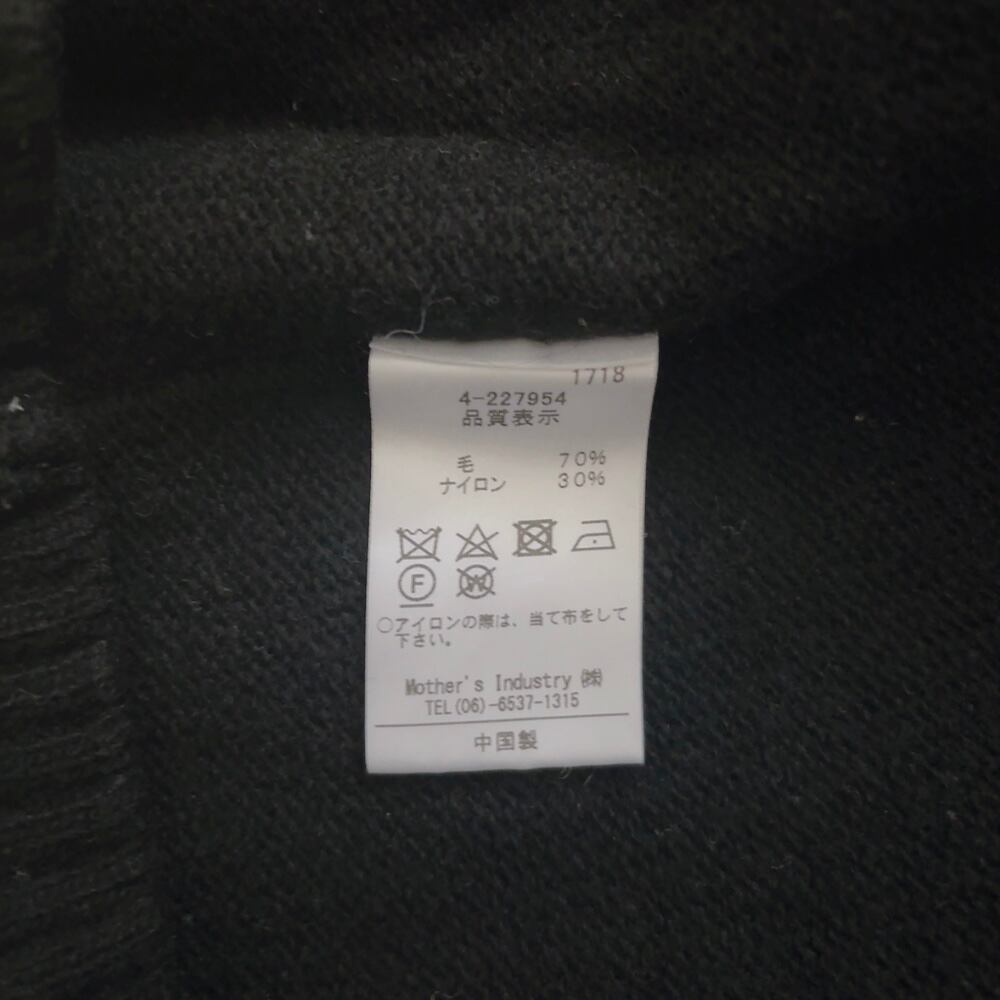 1718
4-227954
品質表示
毛 70%
ナイロン 30%
F W
○アイロンの際は、当て布をして
下さい。
Mother's Industry ㈱
TEL(06)-6537-1315
中国製